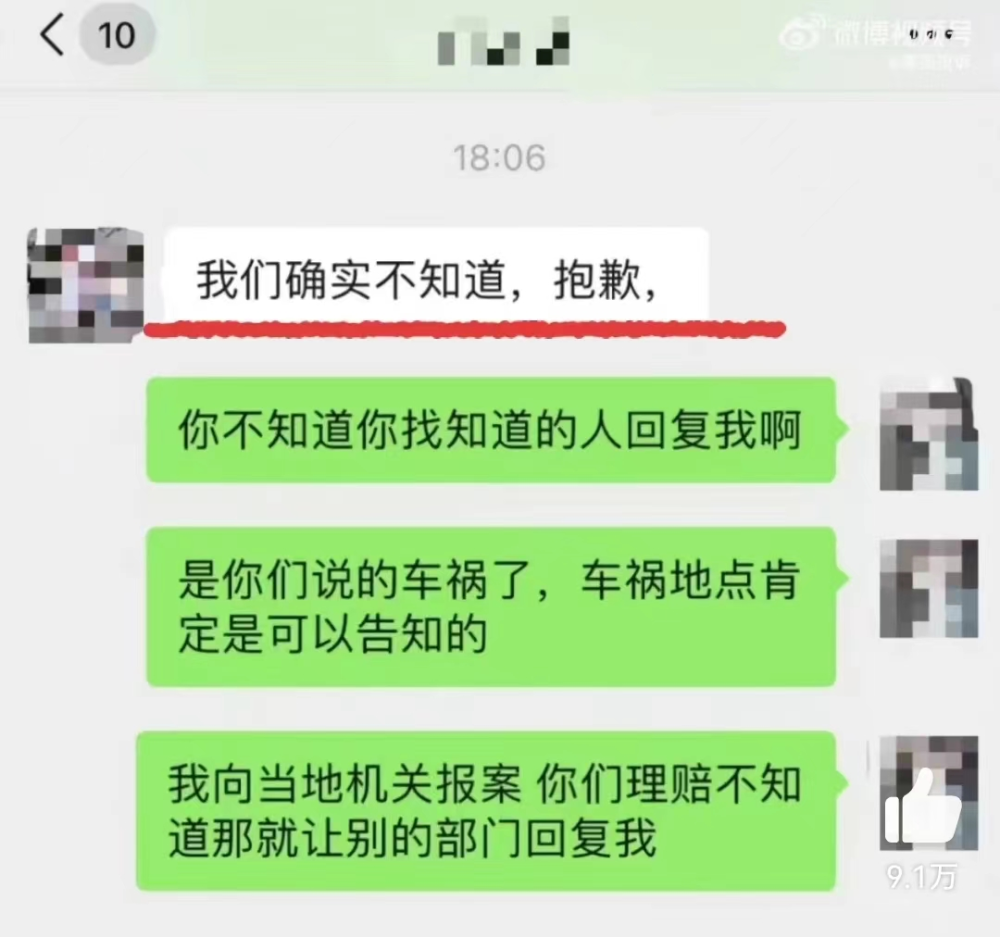 10
微博视频号
18:06
我们确实不知道，抱歉，
你不知道你找知道的人回复我啊
是你们说的车祸了，车祸地点肯
定是可以告知的
我向当地机关报案 你们理赔不知
道那就让别的部门回复我
9.1万